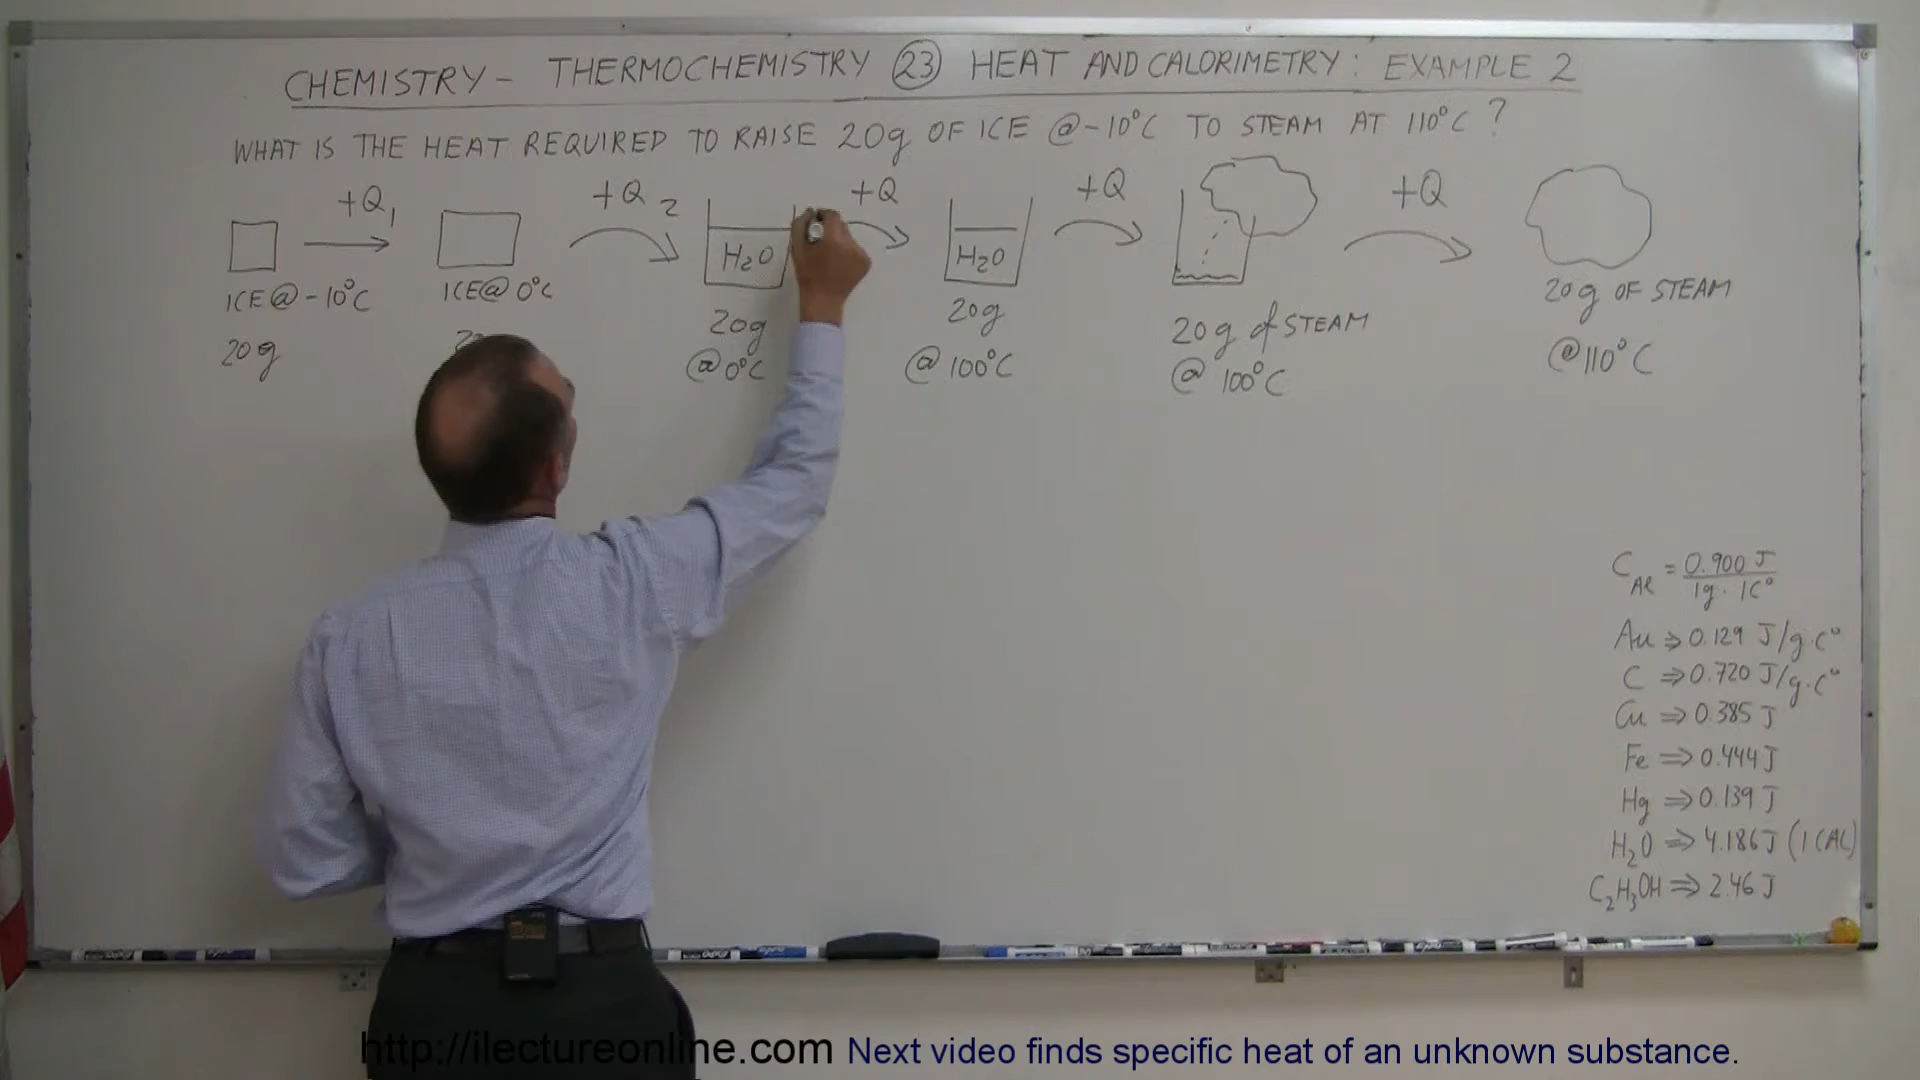 CHEMISTRY - THERMOCHEMISTRY 23 HEAT AND CALORIMETRY: EXAMPLE 2
WHAT IS THE HEAT REQUIRED TO RAISE 20g OF ICE @ -10°C TO STEAM AT 110°C ?
+Q1 +Q2 +Q +Q +Q
H2O H2O
ICE @ -10°C ICE @ 0°C 20g 20g 20g of STEAM 20g OF STEAM
20g @ 0°C @ 100°C @ 100°C @ 110°C
C Al = 0.900 J / 1g · 1C°
Au ⇒ 0.129 J/g·C°
C ⇒ 0.720 J/g·C°
Cu ⇒ 0.385 J
Fe ⇒ 0.444 J
Hg ⇒ 0.139 J
H2O ⇒ 4.186 J (1 CAL)
C2H3OH ⇒ 2.46 J
http://ilectureonline.com Next video finds specific heat of an unknown substance.